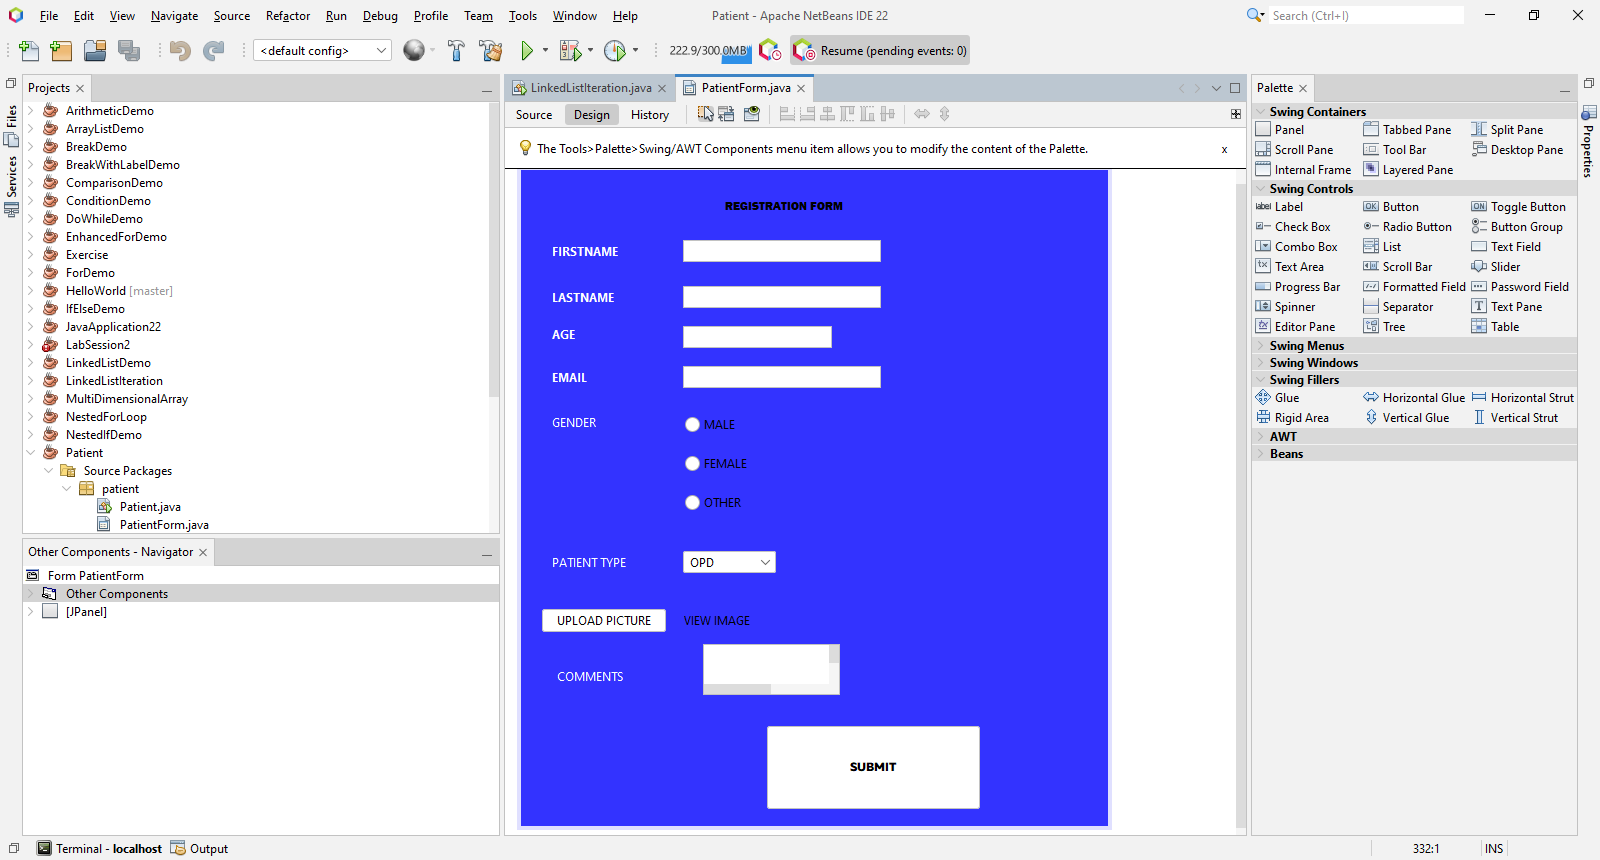 File Edit View Navigate Source Refactor Run Debug Profile Team Tools Window Help
Patient - Apache NetBeans IDE 22
Search (Ctrl+I)
<default config>
222.9/300.0MB
Resume (pending events: 0)
Files
Services
Projects
ArithmeticDemo
ArrayListDemo
BreakDemo
BreakWithLabelDemo
ComparisonDemo
ConditionDemo
DoWhileDemo
EnhancedForDemo
Exercise
ForDemo
HelloWorld [master]
IfElseDemo
JavaApplication22
LabSession2
LinkedListDemo
LinkedListIteration
MultiDimensionalArray
NestedForLoop
NestedIfDemo
Patient
Source Packages
patient
Patient.java
PatientForm.java
Other Components - Navigator
Form PatientForm
Other Components
[JPanel]
LinkedListIteration.java
PatientForm.java
Source Design History
The Tools>Palette>Swing/AWT Components menu item allows you to modify the content of the Palette.
x
REGISTRATION FORM
FIRSTNAME
LASTNAME
AGE
EMAIL
GENDER
MALE
FEMALE
OTHER
PATIENT TYPE
OPD
UPLOAD PICTURE
VIEW IMAGE
COMMENTS
SUBMIT
Palette
Swing Containers
Panel Tabbed Pane Split Pane
Scroll Pane Tool Bar Desktop Pane
Internal Frame Layered Pane
Swing Controls
label Label OK Button ON Toggle Button
Check Box Radio Button Button Group
Combo Box List Text Field
Text Area Scroll Bar Slider
Progress Bar Formatted Field Password Field
Spinner Separator Text Pane
Editor Pane Tree Table
Swing Menus
Swing Windows
Swing Fillers
Glue Horizontal Glue Horizontal Strut
Rigid Area Vertical Glue Vertical Strut
AWT
Beans
Properties
Terminal - localhost
Output
332:1
INS